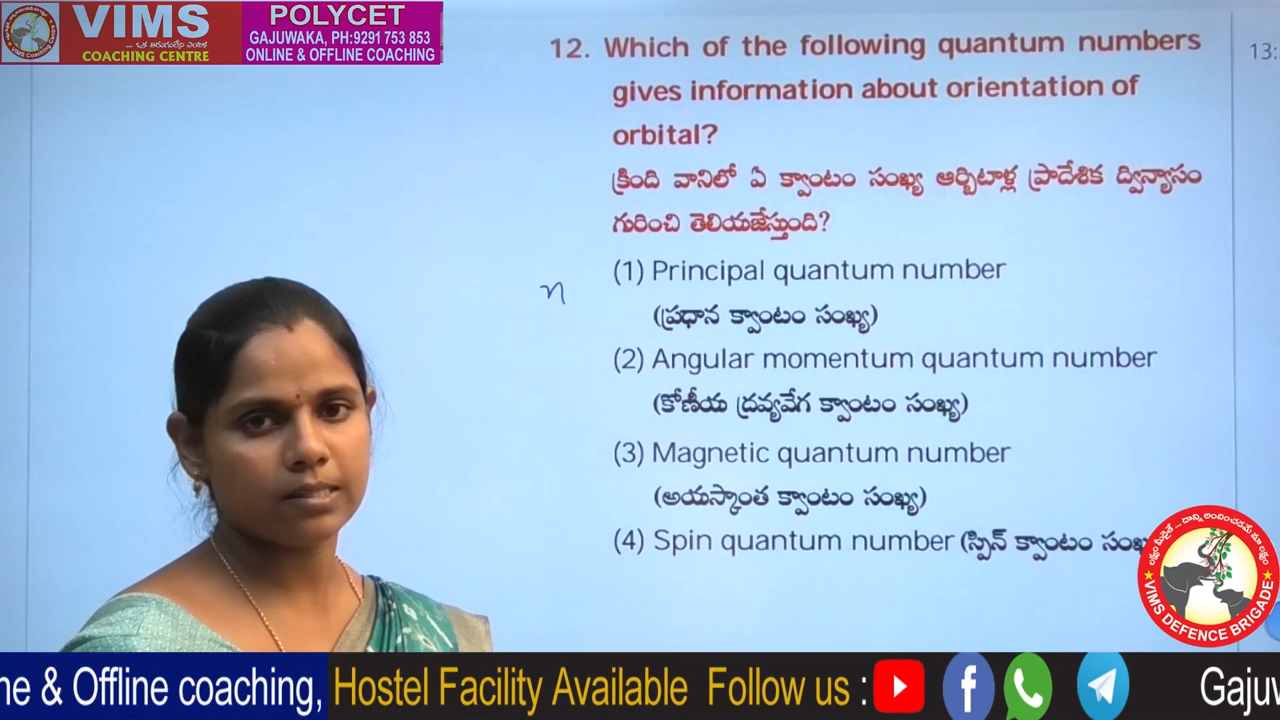 VIMS
... ఒక తిరుగులేని ఎంపిక
COACHING CENTRE
POLYCET
GAJUWAKA, PH:9291 753 853
ONLINE & OFFLINE COACHING
12. Which of the following quantum numbers
gives information about orientation of
orbital?
క్రింది వానిలో ఏ క్వాంటం సంఖ్య ఆర్బిటాళ్ల ప్రాదేశిక ద్విన్యాసం
గురించి తెలియజేస్తుంది?
(1) Principal quantum number
n
(ప్రధాన క్వాంటం సంఖ్య)
(2) Angular momentum quantum number
(కోణీయ ద్రవ్యవేగ క్వాంటం సంఖ్య)
(3) Magnetic quantum number
(అయస్కాంత క్వాంటం సంఖ్య)
(4) Spin quantum number (స్పిన్ క్వాంటం
13.
VIMS DEFENCE BRIGADE
ne & Offline coaching, Hostel Facility Available Follow us :
Gajuw